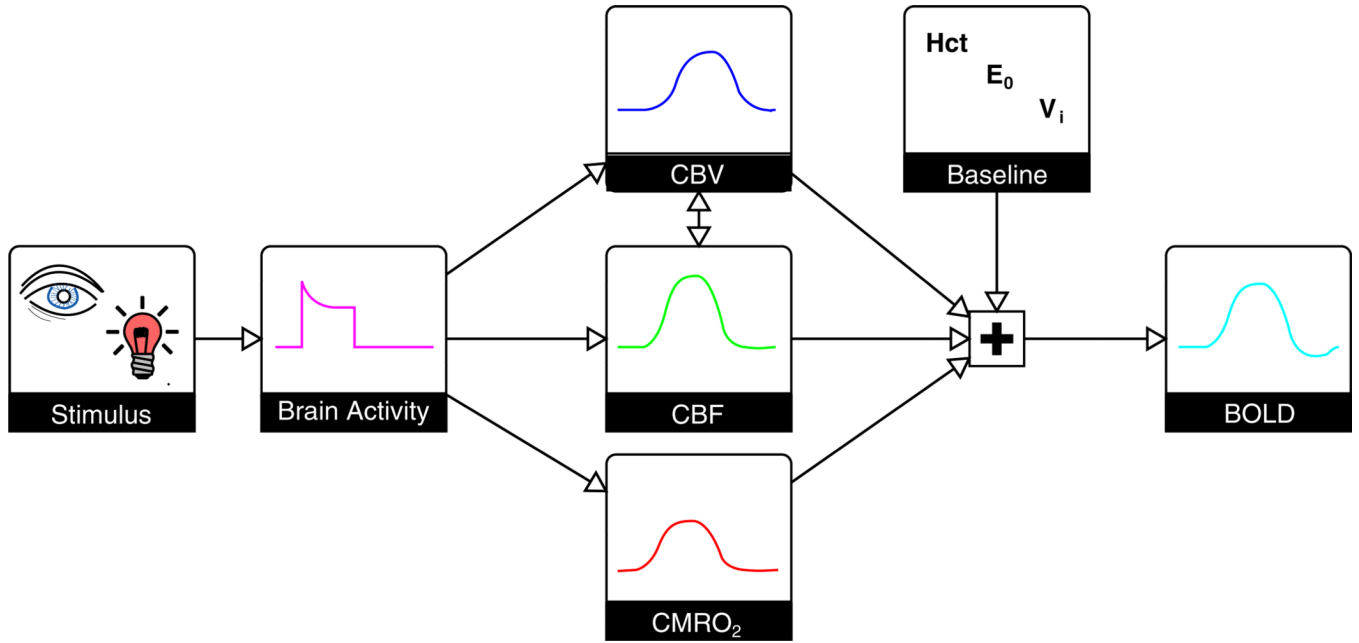 Hct
E₀
Vᵢ
CBV
Baseline
Stimulus
Brain Activity
CBF
BOLD
CMRO₂